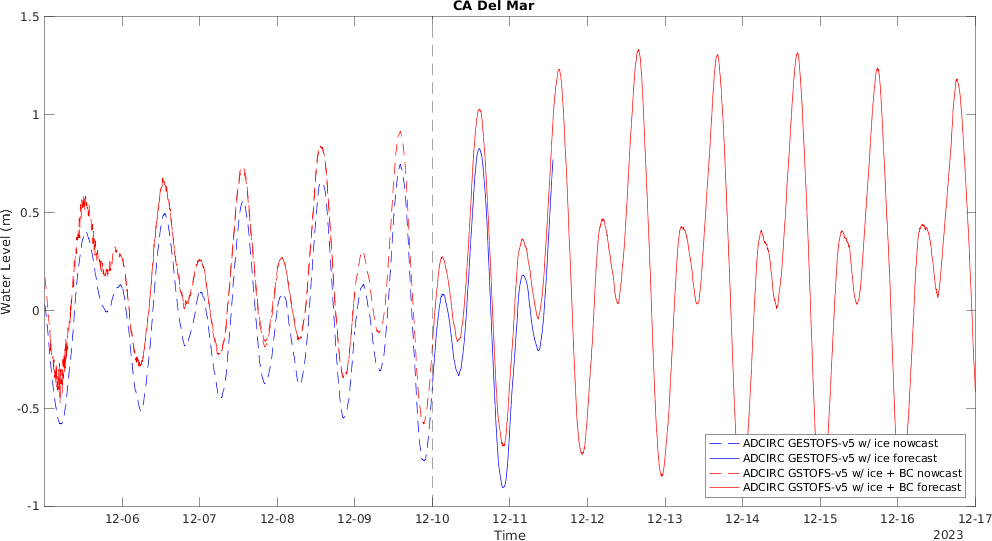 CA Del Mar
1.5
1
0.5
0
-0.5
-1
Water Level (m)
ADCIRC GESTOFS-v5 w/ ice nowcast
ADCIRC GESTOFS-v5 w/ ice forecast
ADCIRC GSTOFS-v5 w/ ice + BC nowcast
ADCIRC GSTOFS-v5 w/ ice + BC forecast
12-06 12-07 12-08 12-09 12-10 12-11 12-12 12-13 12-14 12-15 12-16 12-17
Time
2023